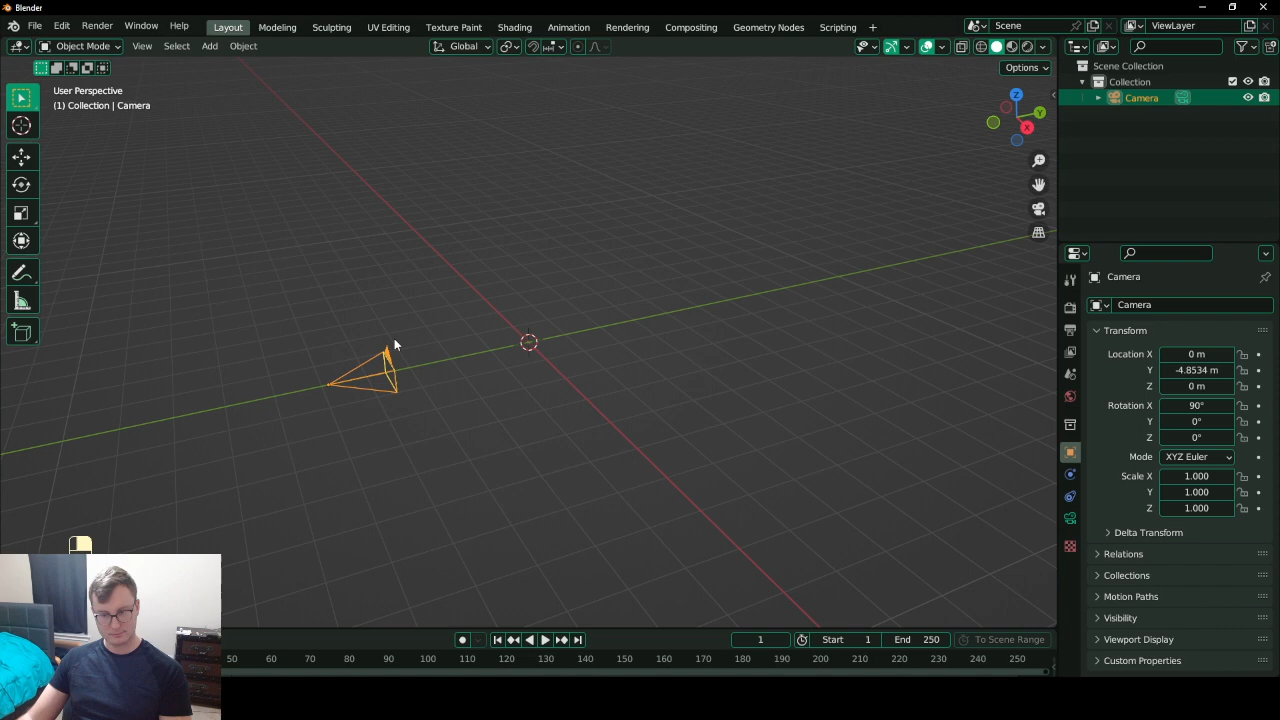 Blender
File Edit Render Window Help Layout Modeling Sculpting UV Editing Texture Paint Shading Animation Rendering Compositing Geometry Nodes Scripting + Scene ViewLayer
Object Mode View Select Add Object Global
Options
User Perspective
(1) Collection | Camera
Z
Y
X
Scene Collection
Collection
Camera
Camera
Camera
Transform
Location X 0 m
Y -4.8534 m
Z 0 m
Rotation X 90°
Y 0°
Z 0°
Mode XYZ Euler
Scale X 1.000
Y 1.000
Z 1.000
Delta Transform
Relations
Collections
Motion Paths
Visibility
Viewport Display
Custom Properties
1 Start 1 End 250 To Scene Range
50 60 70 80 90 100 110 120 130 140 150 160 170 180 190 200 210 220 230 240 250